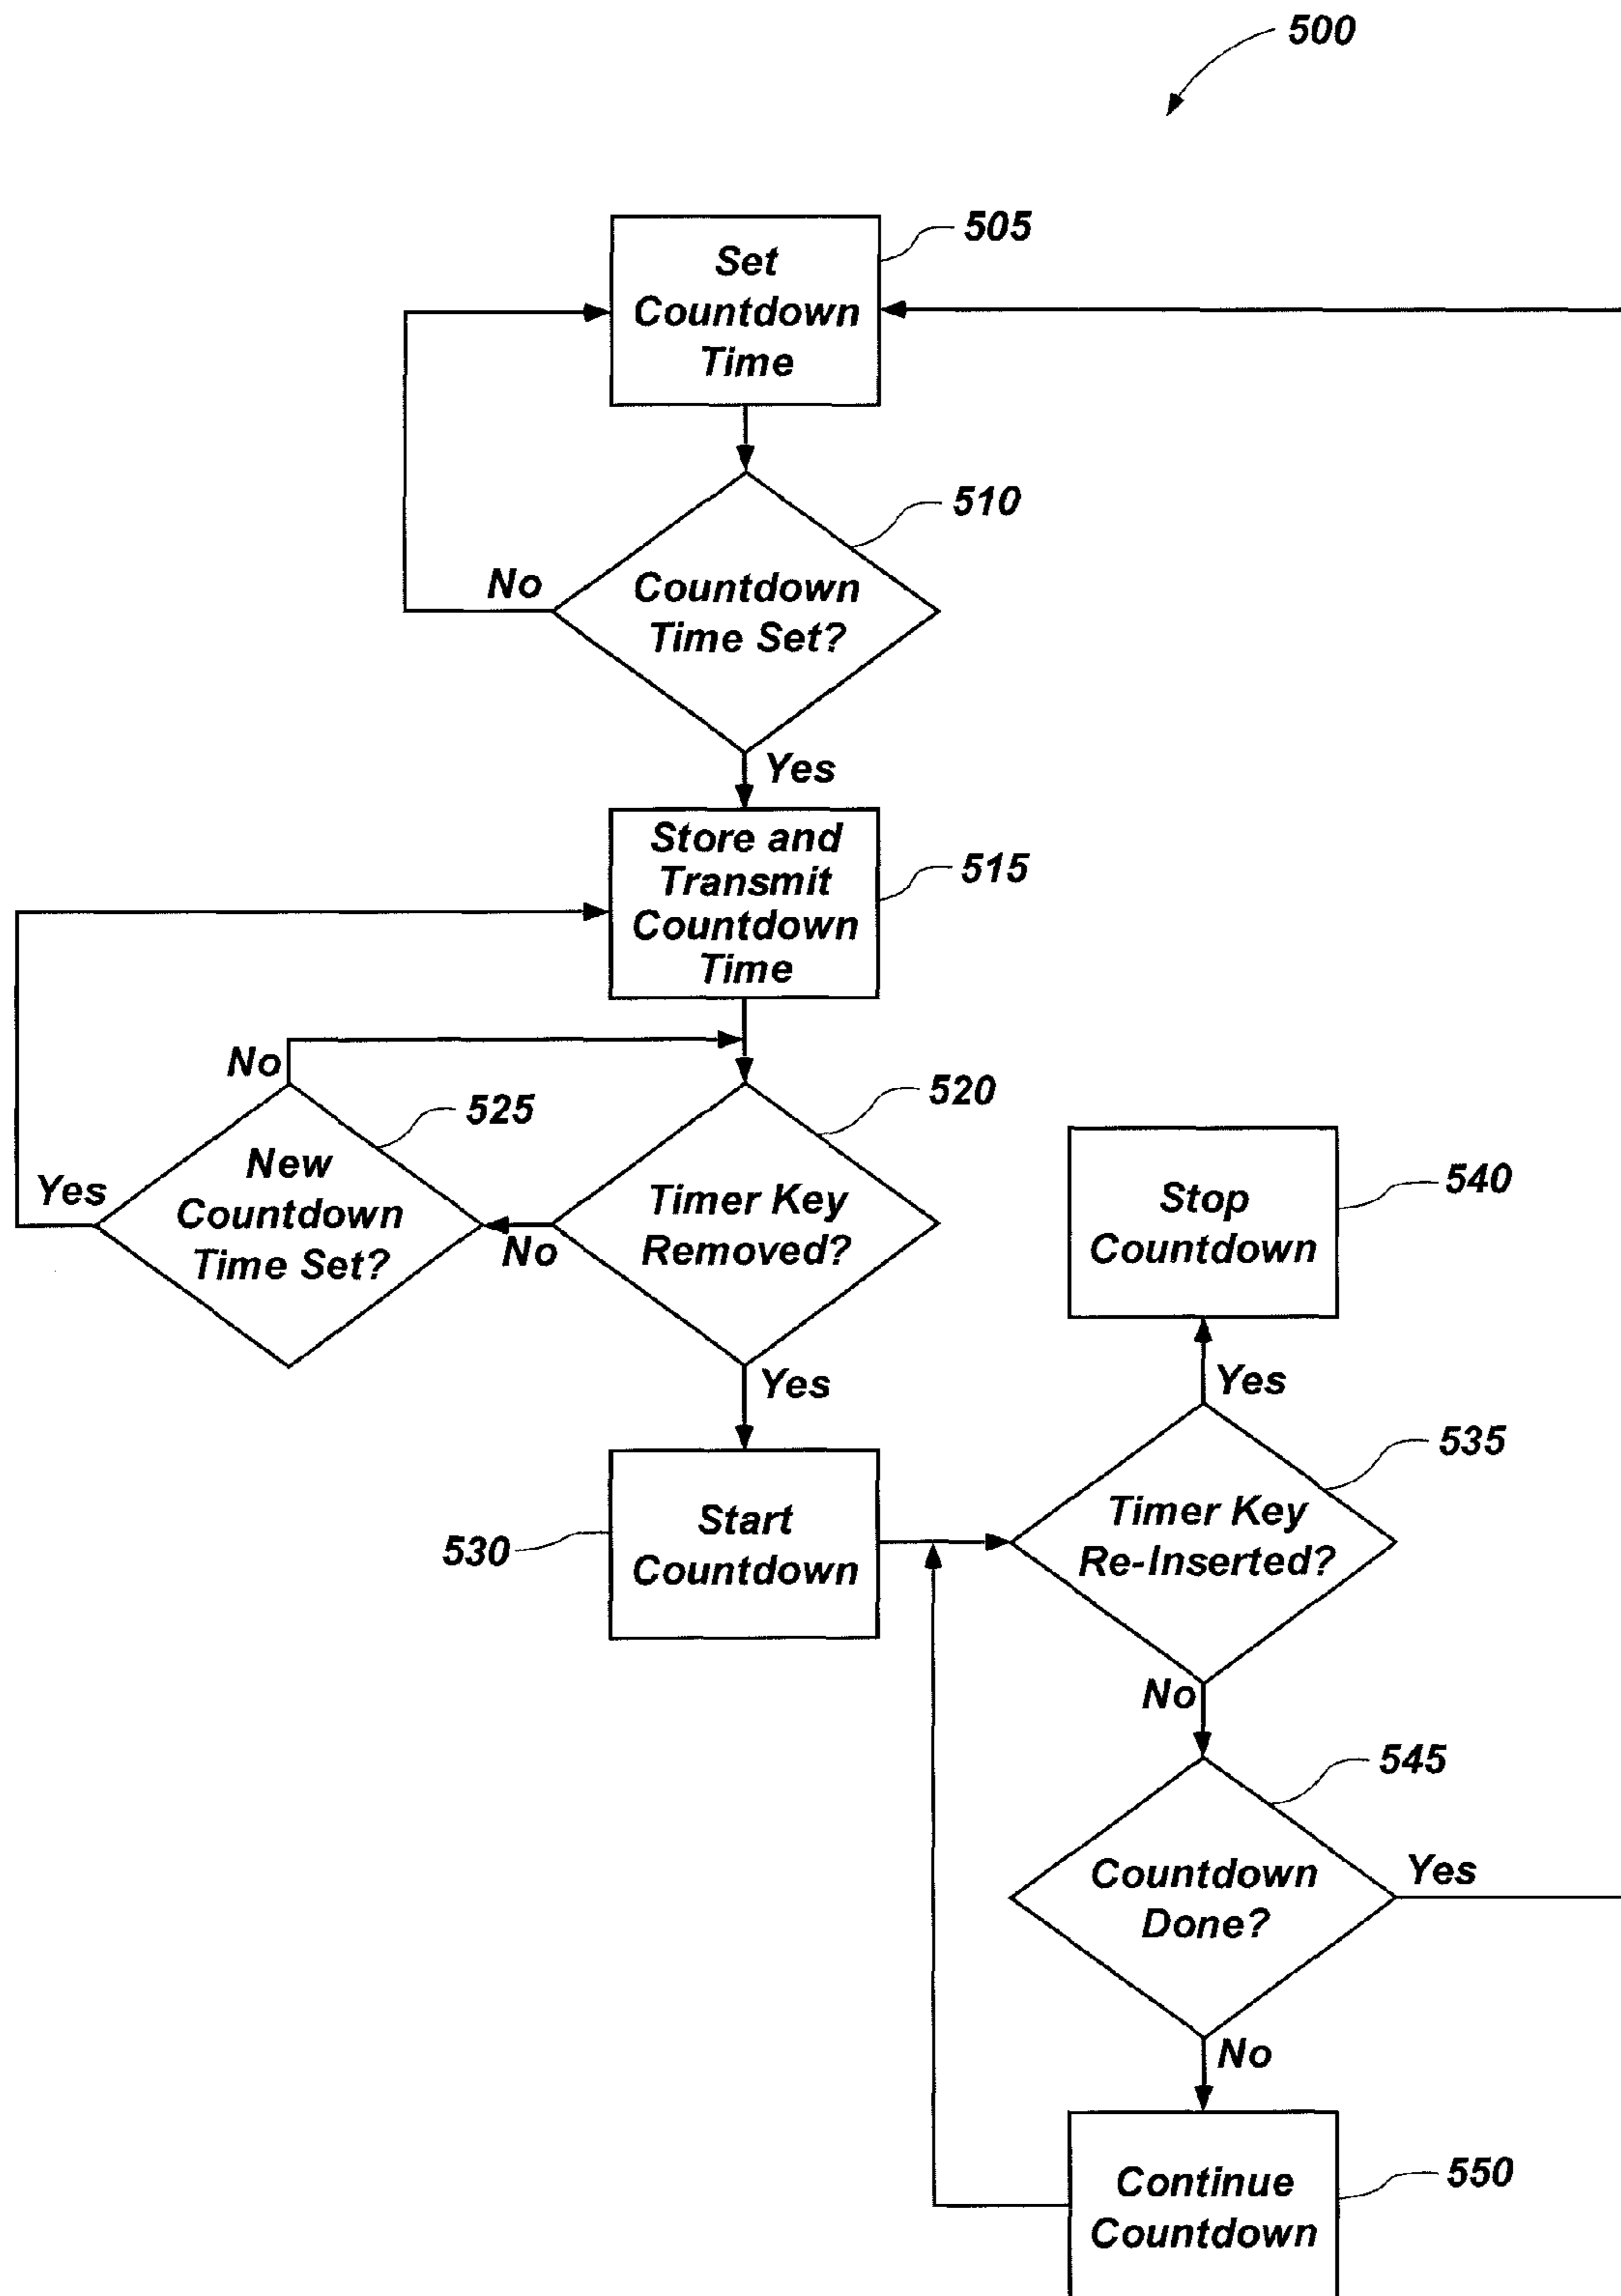 500
505
Set
Countdown
Time
510
No
Countdown
Time Set?
Yes
Store and
Transmit
Countdown
Time
515
No
525
520
New
Countdown
Time Set?
Yes
No
Timer Key
Removed?
540
Stop
Countdown
Yes
Yes
535
530
Start
Countdown
Timer Key
Re-Inserted?
No
545
Countdown
Done?
Yes
No
550
Continue
Countdown